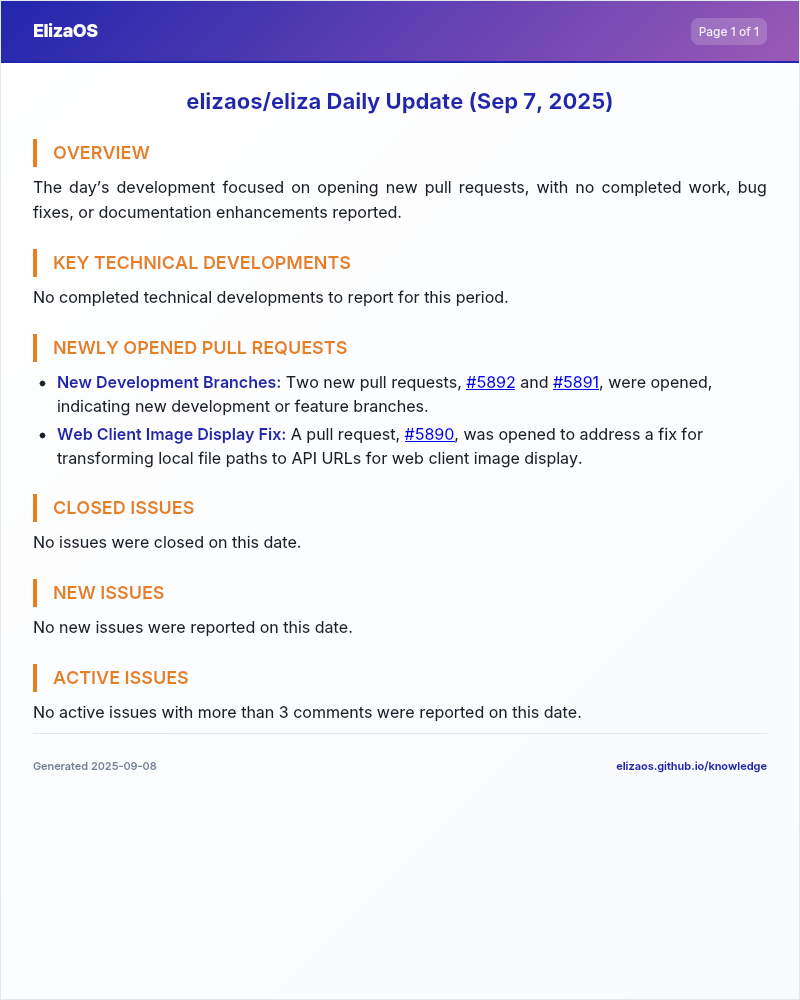 ElizaOS
Page 1 of 1
elizaos/eliza Daily Update (Sep 7, 2025)
OVERVIEW
The day’s development focused on opening new pull requests, with no completed work, bug
fixes, or documentation enhancements reported.
KEY TECHNICAL DEVELOPMENTS
No completed technical developments to report for this period.
NEWLY OPENED PULL REQUESTS
• New Development Branches: Two new pull requests, #5892 and #5891, were opened,
indicating new development or feature branches.
• Web Client Image Display Fix: A pull request, #5890, was opened to address a fix for
transforming local file paths to API URLs for web client image display.
CLOSED ISSUES
No issues were closed on this date.
NEW ISSUES
No new issues were reported on this date.
ACTIVE ISSUES
No active issues with more than 3 comments were reported on this date.
Generated 2025-09-08
elizaos.github.io/knowledge